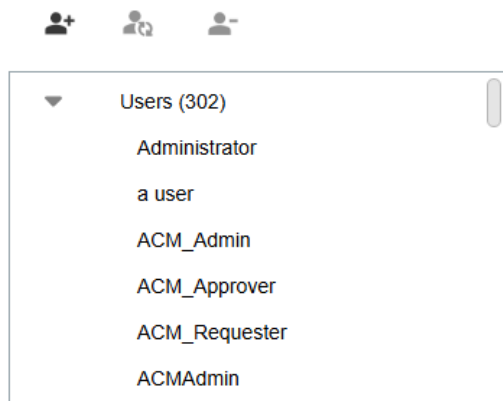 Users (302)
Administrator
a user
ACM_Admin
ACM_Approver
ACM_Requester
ACMAdmin